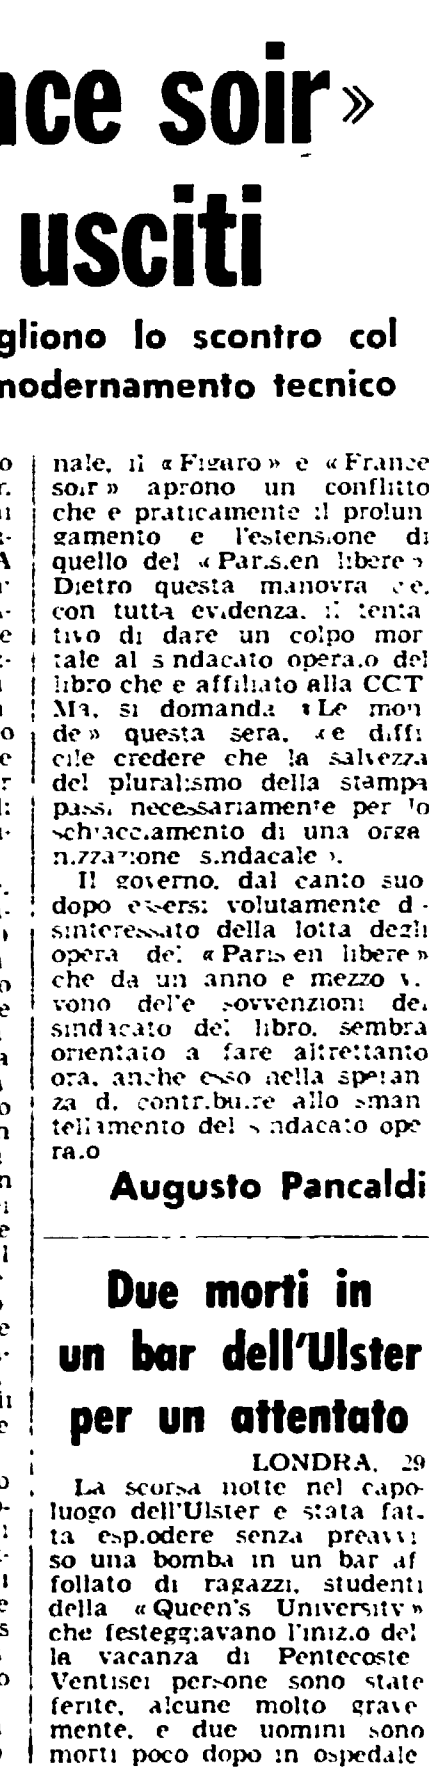 nce soir»
usciti
gliono lo scontro col
modernamento tecnico
nale, il «Figaro» e «France
soir» aprono un conflitto
che è praticamente il prolun
gamento e l'estensione di
quello del «Parisien libere»
Dietro questa manovra c'è,
con tutta evidenza, il tenta
tivo di dare un colpo mor
tale al sindacato operaio del
libro che è affiliato alla CGT
Ma, si domanda «Le mon
de» questa sera, «è diffi
cile credere che la salvezza
del pluralismo della stampa
passi necessariamente per lo
schiacciamento di una orga
nizzazione sindacale».
Il governo, dal canto suo
dopo essersi volutamente di-
sinteressato della lotta degli
operai del «Parisien libere»
che da un anno e mezzo vi-
vono delle sovvenzioni del
sindacato del libro, sembra
orientato a fare altrettanto
ora, anche esso nella speran
za di contribuire allo sman
tellamento del sindacato ope
raio
Augusto Pancaldi
Due morti in
un bar dell'Ulster
per un attentato
LONDRA, 29
La scorsa notte nel capo-
luogo dell'Ulster è stata fat-
ta esplodere senza preavvi
so una bomba in un bar af
follato di ragazzi, studenti
della «Queen's University»
che festeggiavano l'inizio del
la vacanza di Pentecoste
Ventisei persone sono state
ferite, alcune molto grave
mente, e due uomini sono
morti poco dopo in ospedale